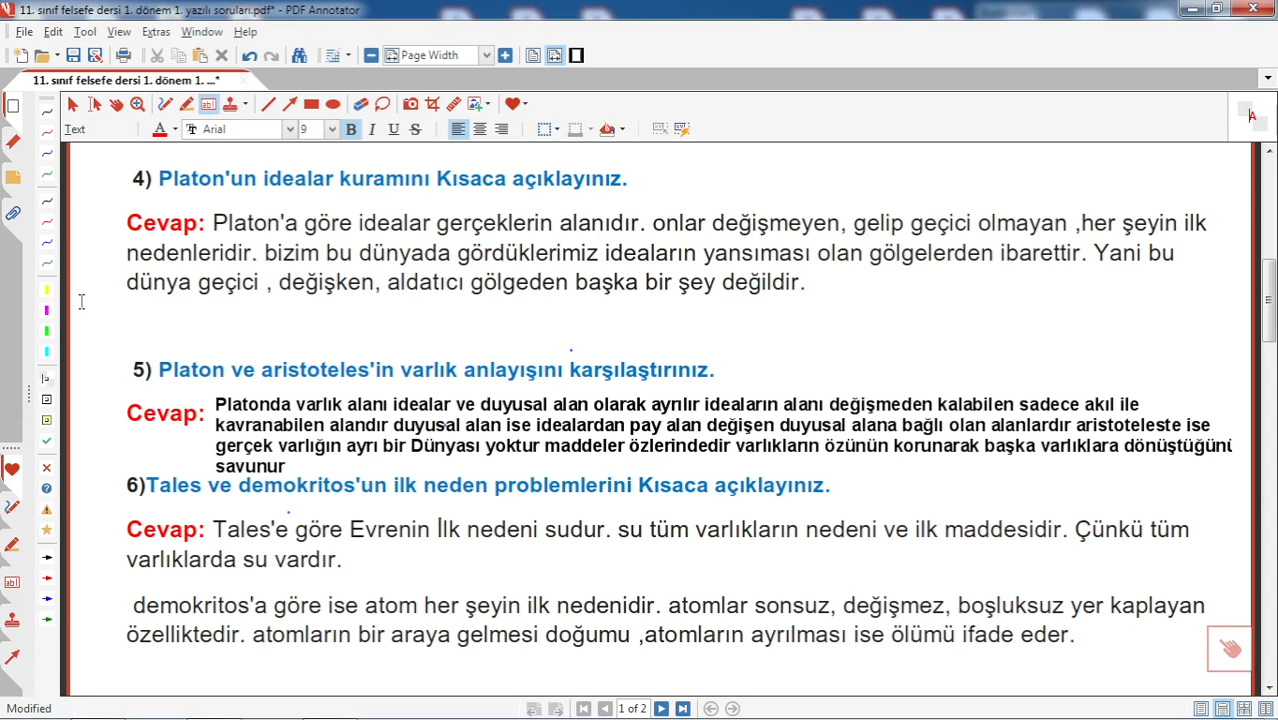 11. sınıf felsefe dersi 1. dönem 1. yazılı soruları.pdf* - PDF Annotator
File Edit Tool View Extras Window Help
Page Width
11. sınıf felsefe dersi 1. dönem 1. ...*
Text Arial 9 B I U S
4) Platon'un idealar kuramını Kısaca açıklayınız.
Cevap: Platon'a göre idealar gerçeklerin alanıdır. onlar değişmeyen, gelip geçici olmayan ,her şeyin ilk
nedenleridir. bizim bu dünyada gördüklerimiz ideaların yansıması olan gölgelerden ibarettir. Yani bu
dünya geçici , değişken, aldatıcı gölgeden başka bir şey değildir.
5) Platon ve aristoteles'in varlık anlayışını karşılaştırınız.
Cevap: Platonda varlık alanı idealar ve duyusal alan olarak ayrılır ideaların alanı değişmeden kalabilen sadece akıl ile
kavranabilen alandır duyusal alan ise idealardan pay alan değişen duyusal alana bağlı olan alanlardır aristoteleste ise
gerçek varlığın ayrı bir Dünyası yoktur maddeler özlerindedir varlıkların özünün korunarak başka varlıklara dönüştüğünü
savunur
6)Tales ve demokritos'un ilk neden problemlerini Kısaca açıklayınız.
Cevap: Tales'e göre Evrenin İlk nedeni sudur. su tüm varlıkların nedeni ve ilk maddesidir. Çünkü tüm
varlıklarda su vardır.
demokritos'a göre ise atom her şeyin ilk nedenidir. atomlar sonsuz, değişmez, boşluksuz yer kaplayan
özelliktedir. atomların bir araya gelmesi doğumu ,atomların ayrılması ise ölümü ifade eder.
Modified 1 of 2